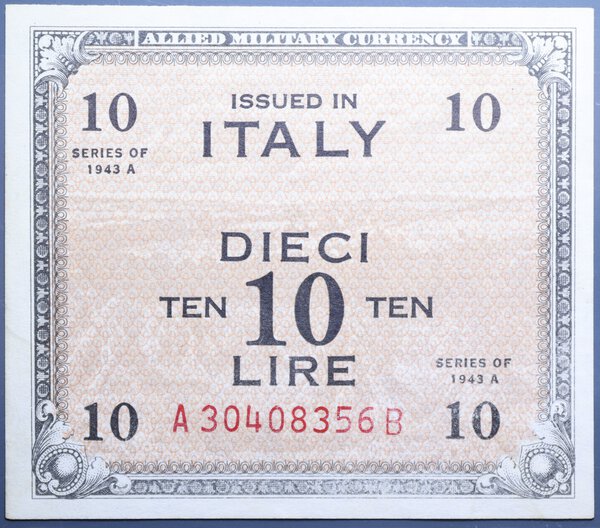 ALLIED MILITARY CURRENCY
10 ISSUED IN 10
ITALY
SERIES OF
1943 A
DIECI
TEN 10 TEN
LIRE
SERIES OF
1943 A
10 A30408356B 10